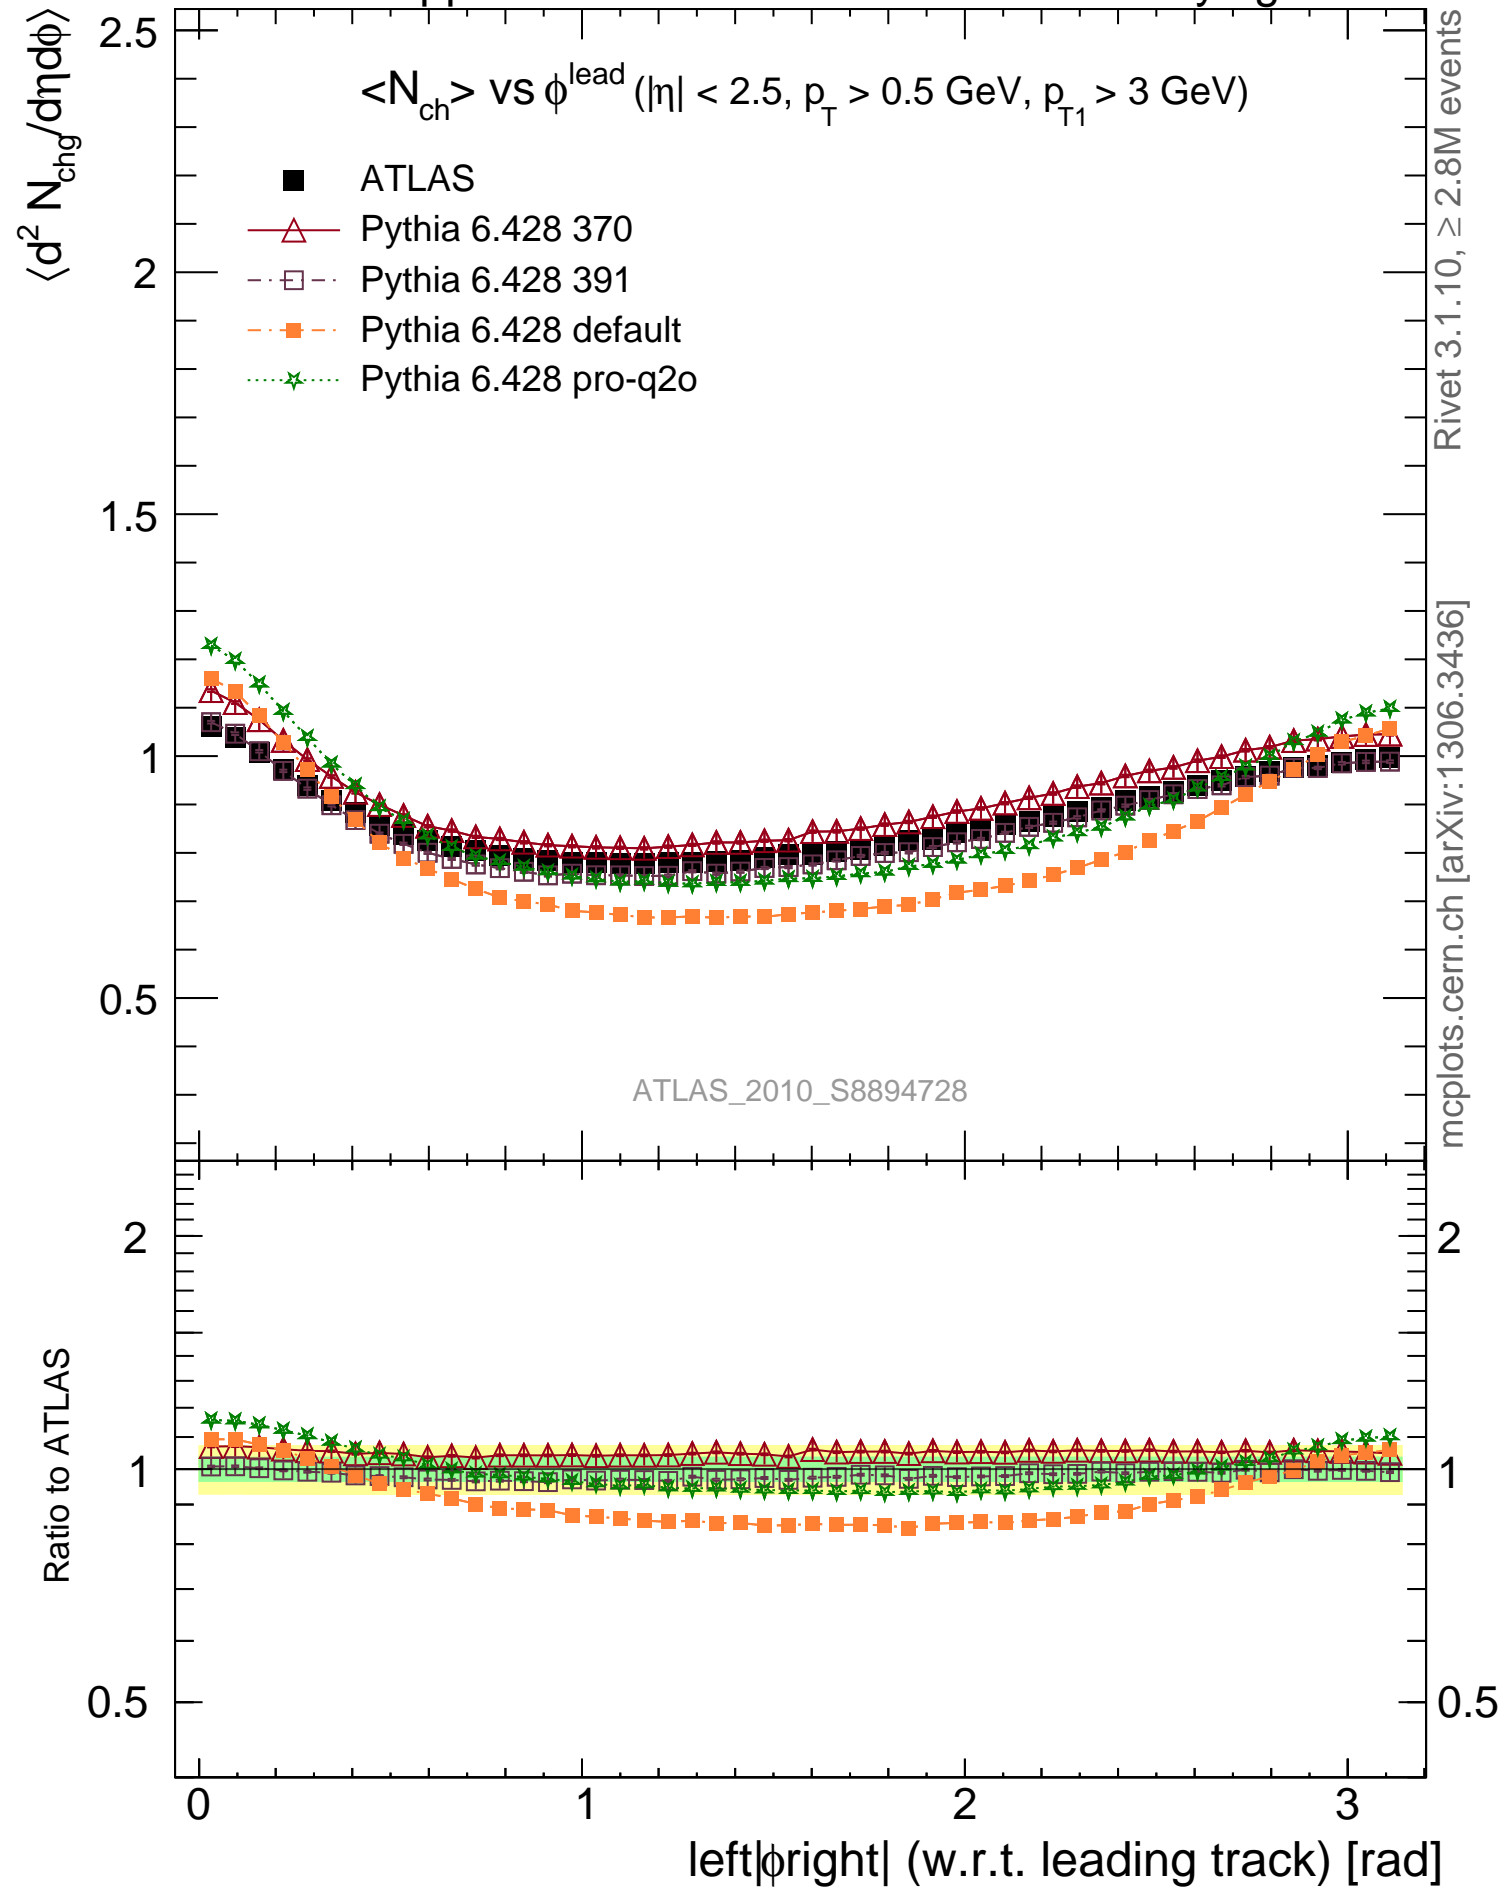 <N_ch> vs φ^lead (|η| < 2.5, p_T > 0.5 GeV, p_T1 > 3 GeV)
⟨d² N_chg/dηdφ⟩
ATLAS
Pythia 6.428 370
Pythia 6.428 391
Pythia 6.428 default
Pythia 6.428 pro-q2o
2.5
2
1.5
1
0.5
ATLAS_2010_S8894728
Rivet 3.1.10, ≥ 2.8M events
mcplots.cern.ch [arXiv:1306.3436]
Ratio to ATLAS
2
1
0.5
2
1
0.5
0
1
2
3
left|φright| (w.r.t. leading track) [rad]